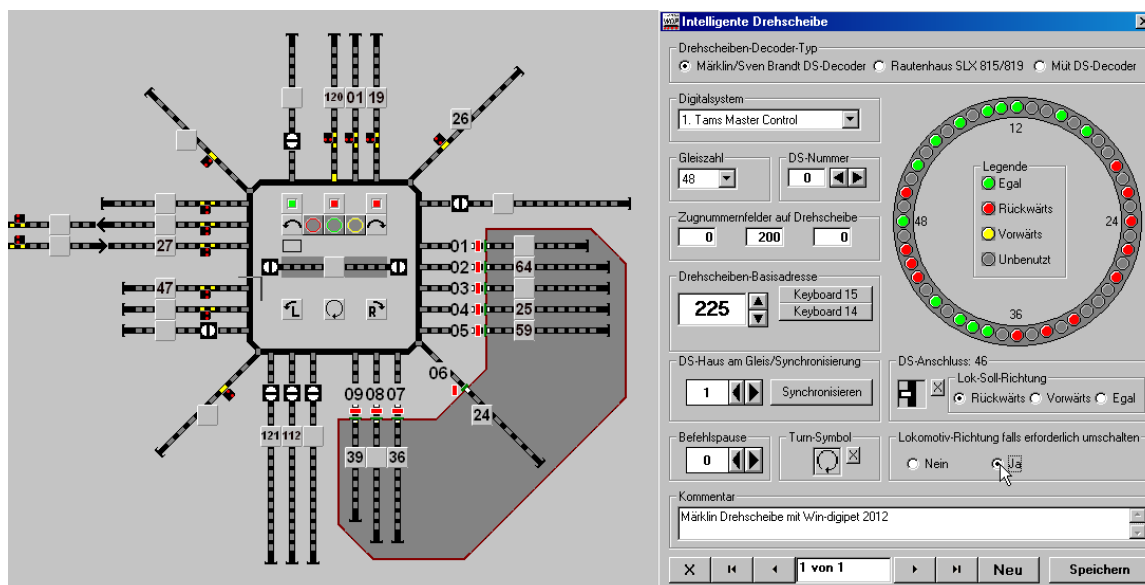 120 01 19
26
27
47
01
02 64
03
04 25
05 59
06
24
09 08 07
121 112
39 36
L R
Intelligente Drehscheibe
Drehscheiben-Decoder-Typ
Märklin/Sven Brandt DS-Decoder Rautenhaus SLX 815/819 Müt DS-Decoder
Digitalsystem
1. Tams Master Control
Gleiszahl DS-Nummer
48 0
Zugnummernfelder auf Drehscheibe
0 200 0
Drehscheiben-Basisadresse
225 Keyboard 15
Keyboard 14
12
Legende
Egal
Rückwärts
48 24
Vorwärts
Unbenutzt
36
DS-Haus am Gleis/Synchronisierung
1 Synchronisieren
DS-Anschluss: 46
X Lok-Soll-Richtung
Rückwärts Vorwärts Egal
Befehlspause Turn-Symbol
0 X
Lokomotiv-Richtung falls erforderlich umschalten
Nein Ja
Kommentar
Märklin Drehscheibe mit Win-digipet 2012
X 1 von 1 Neu Speichern